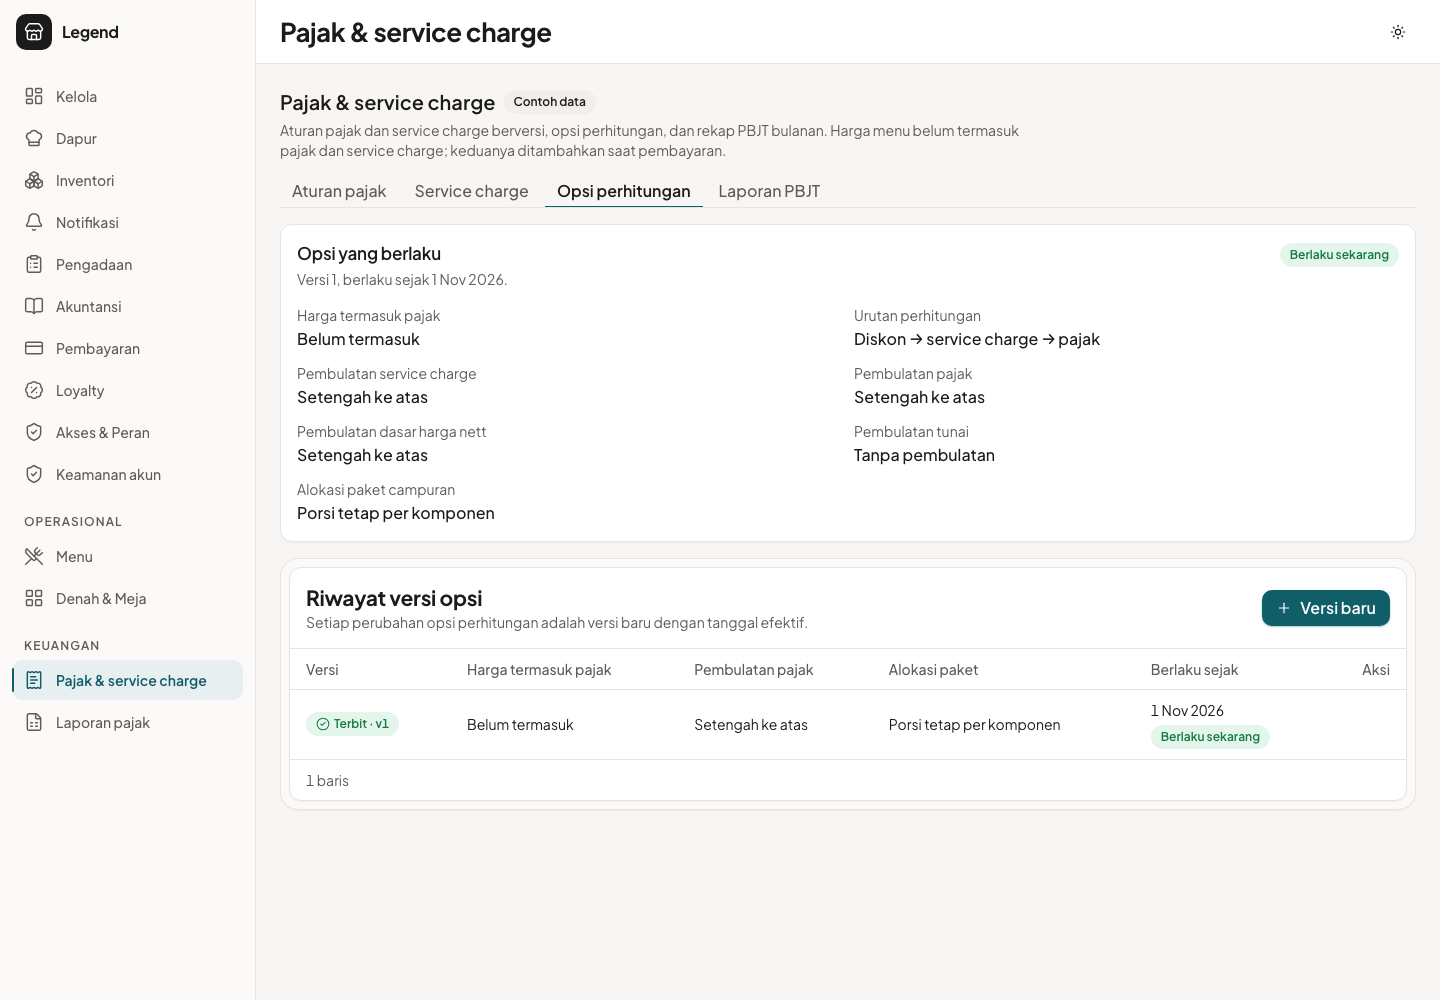 Legend
Pajak & service charge
Kelola
Dapur
Inventori
Notifikasi
Pengadaan
Akuntansi
Pembayaran
Loyalty
Akses & Peran
Keamanan akun
OPERASIONAL
Menu
Denah & Meja
KEUANGAN
Pajak & service charge
Laporan pajak
Pajak & service charge Contoh data
Aturan pajak dan service charge berversi, opsi perhitungan, dan rekap PBJT bulanan. Harga menu belum termasuk
pajak dan service charge; keduanya ditambahkan saat pembayaran.
Aturan pajak Service charge Opsi perhitungan Laporan PBJT
Opsi yang berlaku Berlaku sekarang
Versi 1, berlaku sejak 1 Nov 2026.
Harga termasuk pajak Urutan perhitungan
Belum termasuk Diskon → service charge → pajak
Pembulatan service charge Pembulatan pajak
Setengah ke atas Setengah ke atas
Pembulatan dasar harga nett Pembulatan tunai
Setengah ke atas Tanpa pembulatan
Alokasi paket campuran
Porsi tetap per komponen
Riwayat versi opsi
Setiap perubahan opsi perhitungan adalah versi baru dengan tanggal efektif.
Versi baru
Versi Harga termasuk pajak Pembulatan pajak Alokasi paket Berlaku sejak Aksi
Terbit · v1 Belum termasuk Setengah ke atas Porsi tetap per komponen 1 Nov 2026
Berlaku sekarang
1 baris